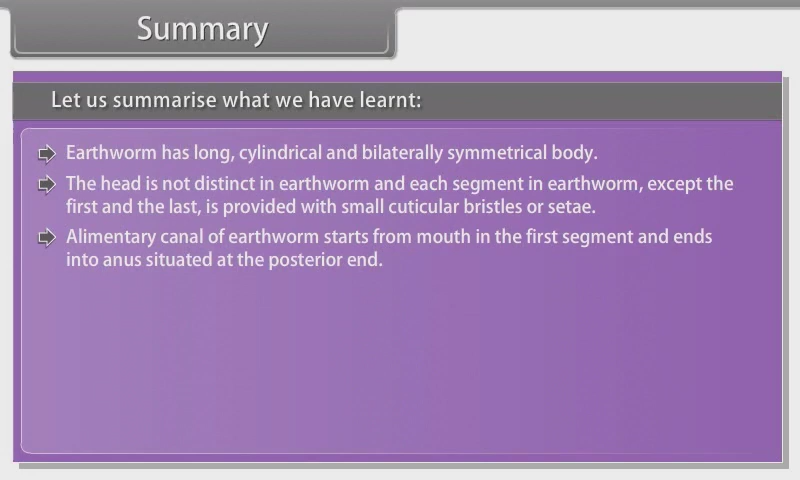 Summary
Let us summarise what we have learnt:
Earthworm has long, cylindrical and bilaterally symmetrical body.
The head is not distinct in earthworm and each segment in earthworm, except the
first and the last, is provided with small cuticular bristles or setae.
Alimentary canal of earthworm starts from mouth in the first segment and ends
into anus situated at the posterior end.